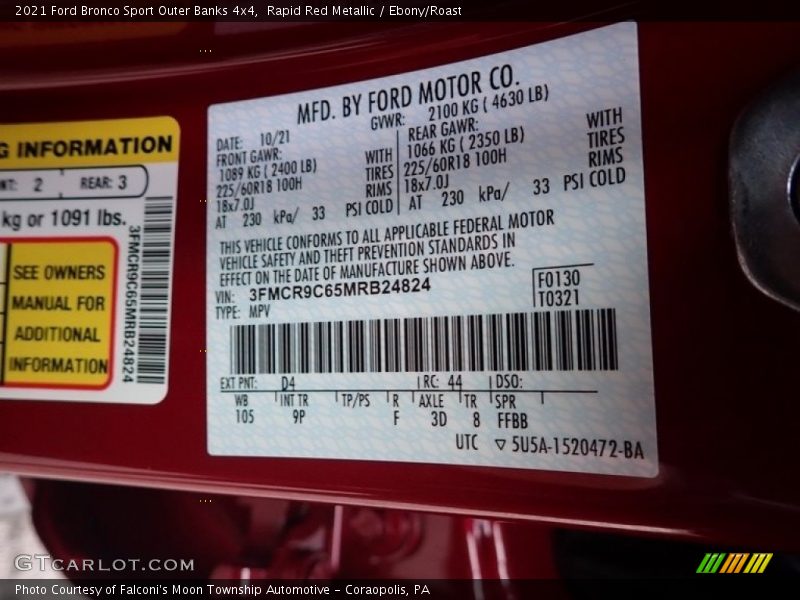 2021 Ford Bronco Sport Outer Banks 4x4,  Rapid Red Metallic / Ebony/Roast
G INFORMATION
NT: 2 REAR: 3
kg or 1091 lbs.
SEE OWNERS
MANUAL FOR
ADDITIONAL
INFORMATION
3FMCR9C65MRB24824
MFD. BY FORD MOTOR CO.
DATE: 10/21 GVWR: 2100 KG ( 4630 LB)
FRONT GAWR: REAR GAWR:
1089 KG ( 2400 LB) WITH 1066 KG ( 2350 LB) WITH
225/60R18 100H TIRES 225/60R18 100H TIRES
18x7.0J RIMS 18x7.0J RIMS
AT 230 kPa/ 33 PSI COLD AT 230 kPa/ 33 PSI COLD
THIS VEHICLE CONFORMS TO ALL APPLICABLE FEDERAL MOTOR
VEHICLE SAFETY AND THEFT PREVENTION STANDARDS IN
EFFECT ON THE DATE OF MANUFACTURE SHOWN ABOVE.
VIN: 3FMCR9C65MRB24824 F0130
TYPE: MPV T0321
EXT PNT: D4 RC: 44 DSO:
WB INT TR TP/PS R AXLE TR SPR
105 9P F 3D 8 FFBB
UTC ▽ 5U5A-1520472-BA
GTCARLOT.COM
Photo Courtesy of Falconi's Moon Township Automotive - Coraopolis, PA